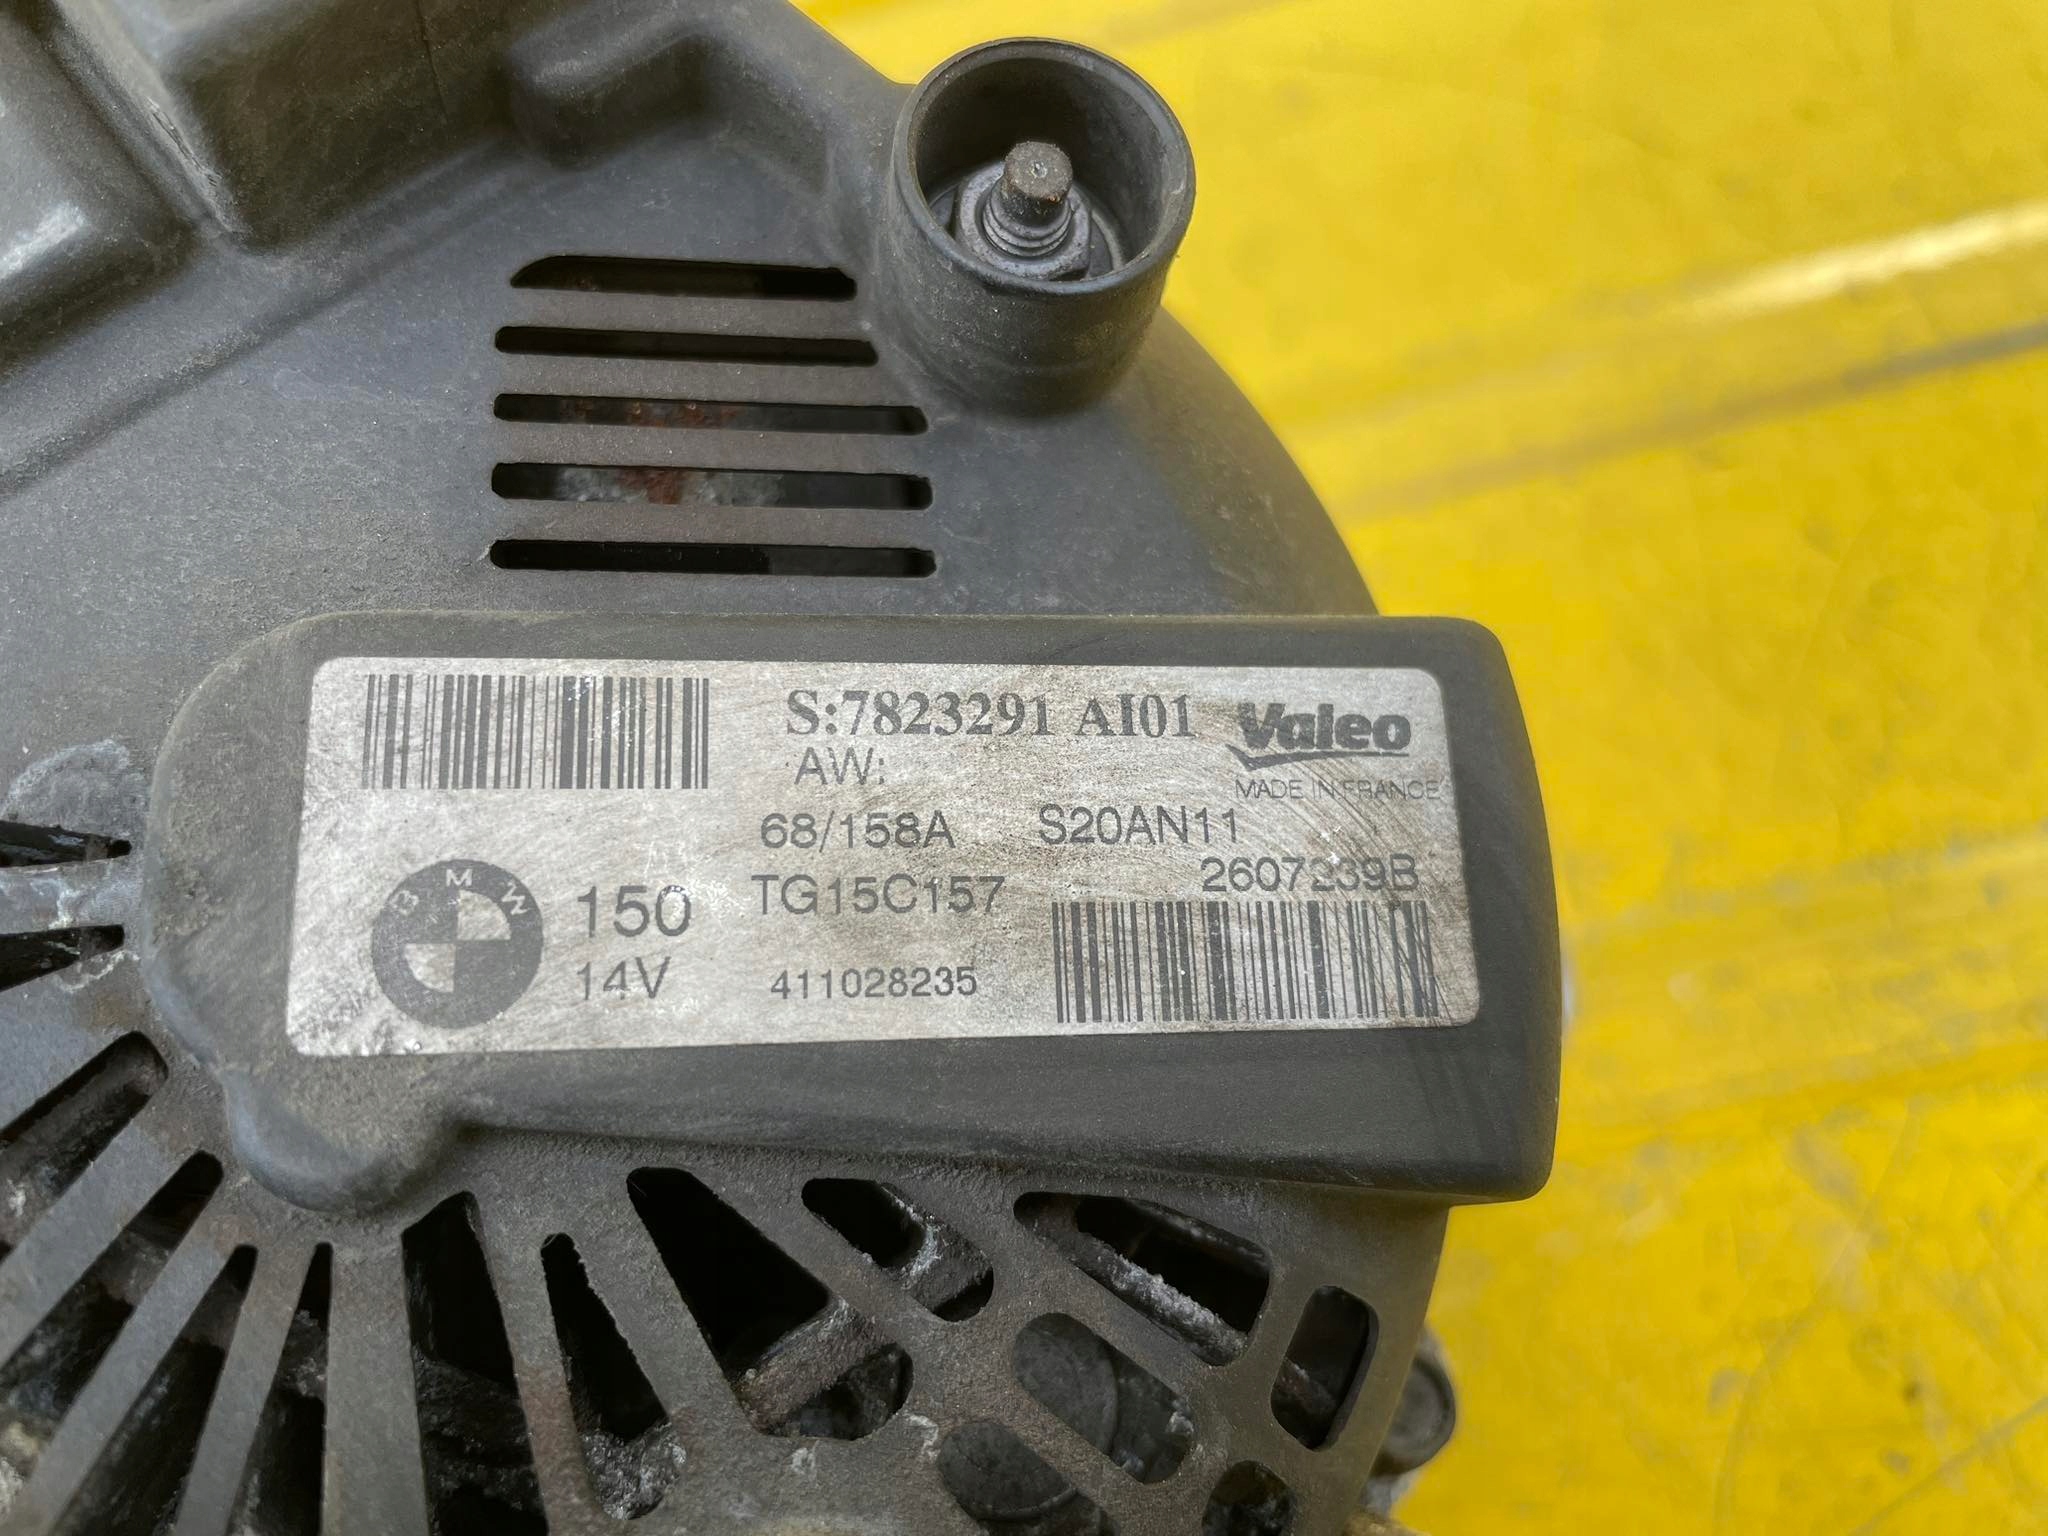 S:7823291 AI01
Valeo
AW:
MADE IN FRANCE
68/158A S20AN11
BMW
150
TG15C157
2607239B
14V
411028235